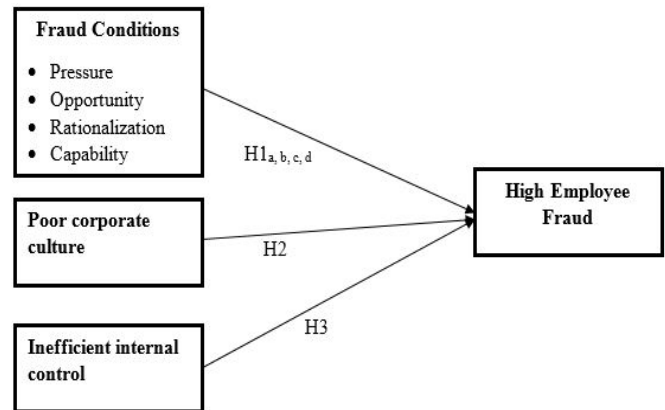 Fraud Conditions
• Pressure
• Opportunity
• Rationalization
• Capability
H1a, b, c, d
High Employee
Fraud
Poor corporate
culture
H2
H3
Inefficient internal
control